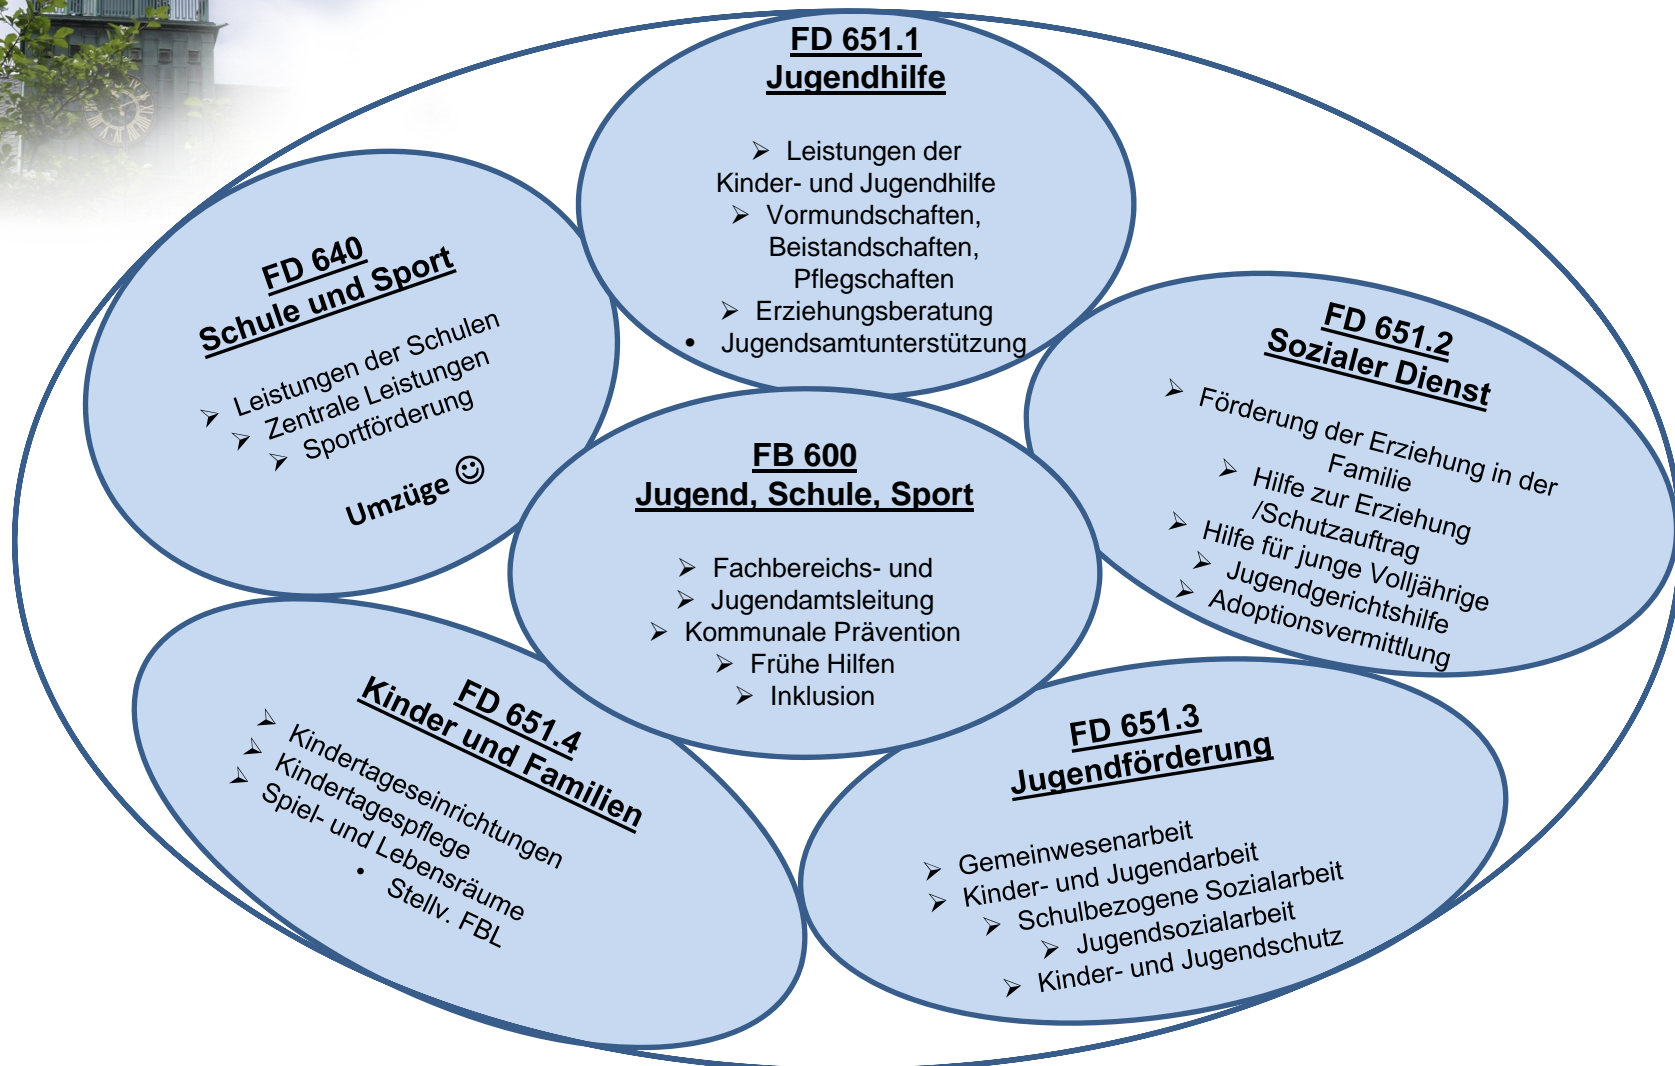 FD 651.1
Jugendhilfe
➢ Leistungen der
Kinder- und Jugendhilfe
➢ Vormundschaften,
Beistandschaften,
Pflegschaften
➢ Erziehungsberatung
• Jugendsamtunterstützung
FD 640
Schule und Sport
➢ Leistungen der Schulen
➢ Zentrale Leistungen
➢ Sportförderung
Umzüge ☺
FD 651.2
Sozialer Dienst
➢ Förderung der Erziehung in der
Familie
➢ Hilfe zur Erziehung
/Schutzauftrag
➢ Hilfe für junge Volljährige
➢ Jugendgerichtshilfe
➢ Adoptionsvermittlung
FB 600
Jugend, Schule, Sport
➢ Fachbereichs- und
➢ Jugendamtsleitung
➢ Kommunale Prävention
➢ Frühe Hilfen
➢ Inklusion
FD 651.4
Kinder und Familien
➢ Kindertageseinrichtungen
➢ Kindertagespflege
➢ Spiel- und Lebensräume
• Stellv. FBL
FD 651.3
Jugendförderung
➢ Gemeinwesenarbeit
➢ Kinder- und Jugendarbeit
➢ Schulbezogene Sozialarbeit
➢ Jugendsozialarbeit
➢ Kinder- und Jugendschutz